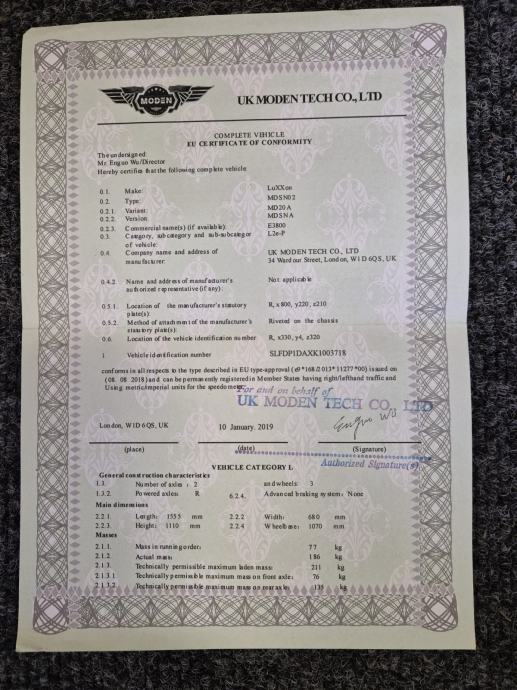 MODEN
UK MODEN TECH CO., LTD
COMPLETE VEHICLE
EU CERTIFICATE OF CONFORMITY
The undersigned
Mr. Enguo Wu/Director
Hereby certifies that the following complete vehicle
0.1. Make: LuXXon
0.2. Type: MDSN02
0.2.1. Variant: MD20A
0.2.2. Version: MDSNA
0.2.3. Commercial name(s) (if available): E3800
0.3. Category, subcategory and sub-subcategory L2e-P
of vehicle:
0.4. Company name and address of UK MODEN TECH CO., LTD
manufacturer: 34 Wardour Street, London, W1D 6QS, UK
0.4.2. Name and address of manufacturer's Not applicable
authorized representative (if any):
0.5.1. Location of the manufacturer's statutory R, x800, y220, z210
plate(s):
0.5.2. Method of attachment of the manufacturer's Riveted on the chassis
statutory plate(s):
0.6. Location of the vehicle identification number R, x330, y4, z320
1 Vehicle identification number SLFDP1DAXK1003718
conforms in all respects to the type described in EU type-approval ( e9*168/2013*11277*00) issued on
(08. 08. 2018) and can be permanently registered in Member States having right/lefthand traffic and
Using metric/imperial units for the speedometer.
For and on behalf of
UK MODEN TECH CO., LTD
Enguo Wu
London, W1D 6QS, UK 10 January. 2019
(place) (date) (Signature)
Authorized Signature(s)
VEHICLE CATEGORY L
General construction characteristics
1.3. Number of axles : 2 and wheels: 3
1.3.2. Powered axles: R 6.2.4. Advanced braking system: None
Main dimensions
2.2.1. Length: 1555 mm 2.2.2 Width: 680 mm
2.2.3. Height: 1110 mm 2.2.4 Wheelbase: 1070 mm
Masses
2.1.1. Mass in running order: 77 kg
2.1.2. Actual mass: 186 kg
2.1.3. Technically permissible maximum laden mass: 211 kg
2.1.3.1 Technically permissible maximum mass on front axle: 76 kg
2.1.3.2 Technically permissible maximum mass on rear axle: 135 kg